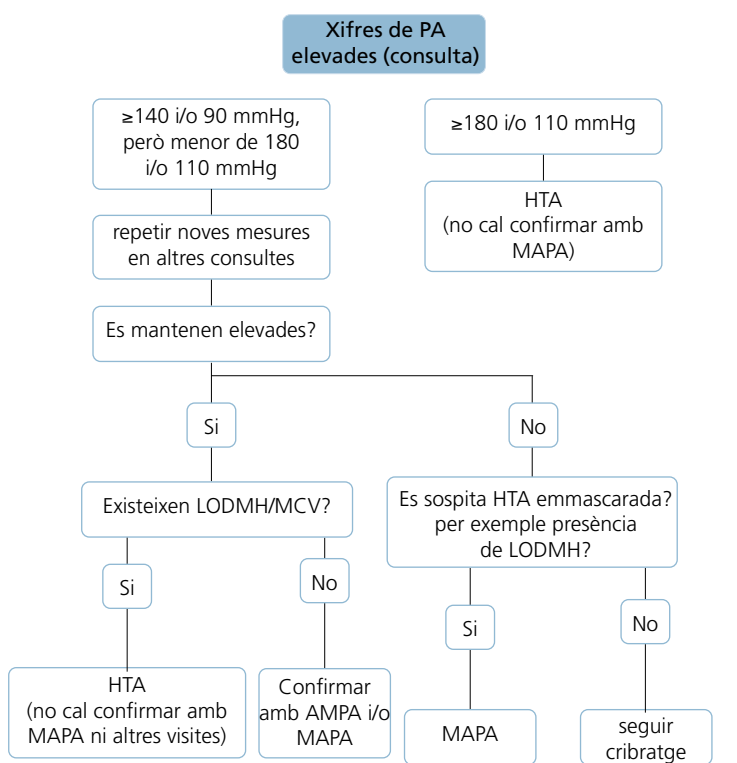 Xifres de PA
elevades (consulta)
≥140 i/o 90 mmHg,
però menor de 180
i/o 110 mmHg
≥180 i/o 110 mmHg
HTA
(no cal confirmar amb
MAPA)
repetir noves mesures
en altres consultes
Es mantenen elevades?
Si
No
Existeixen LODMH/MCV?
Es sospita HTA emmascarada?
per exemple presència
de LODMH?
Si
No
Si
No
HTA
(no cal confirmar amb
MAPA ni altres visites)
Confirmar
amb AMPA i/o
MAPA
MAPA
seguir
cribratge